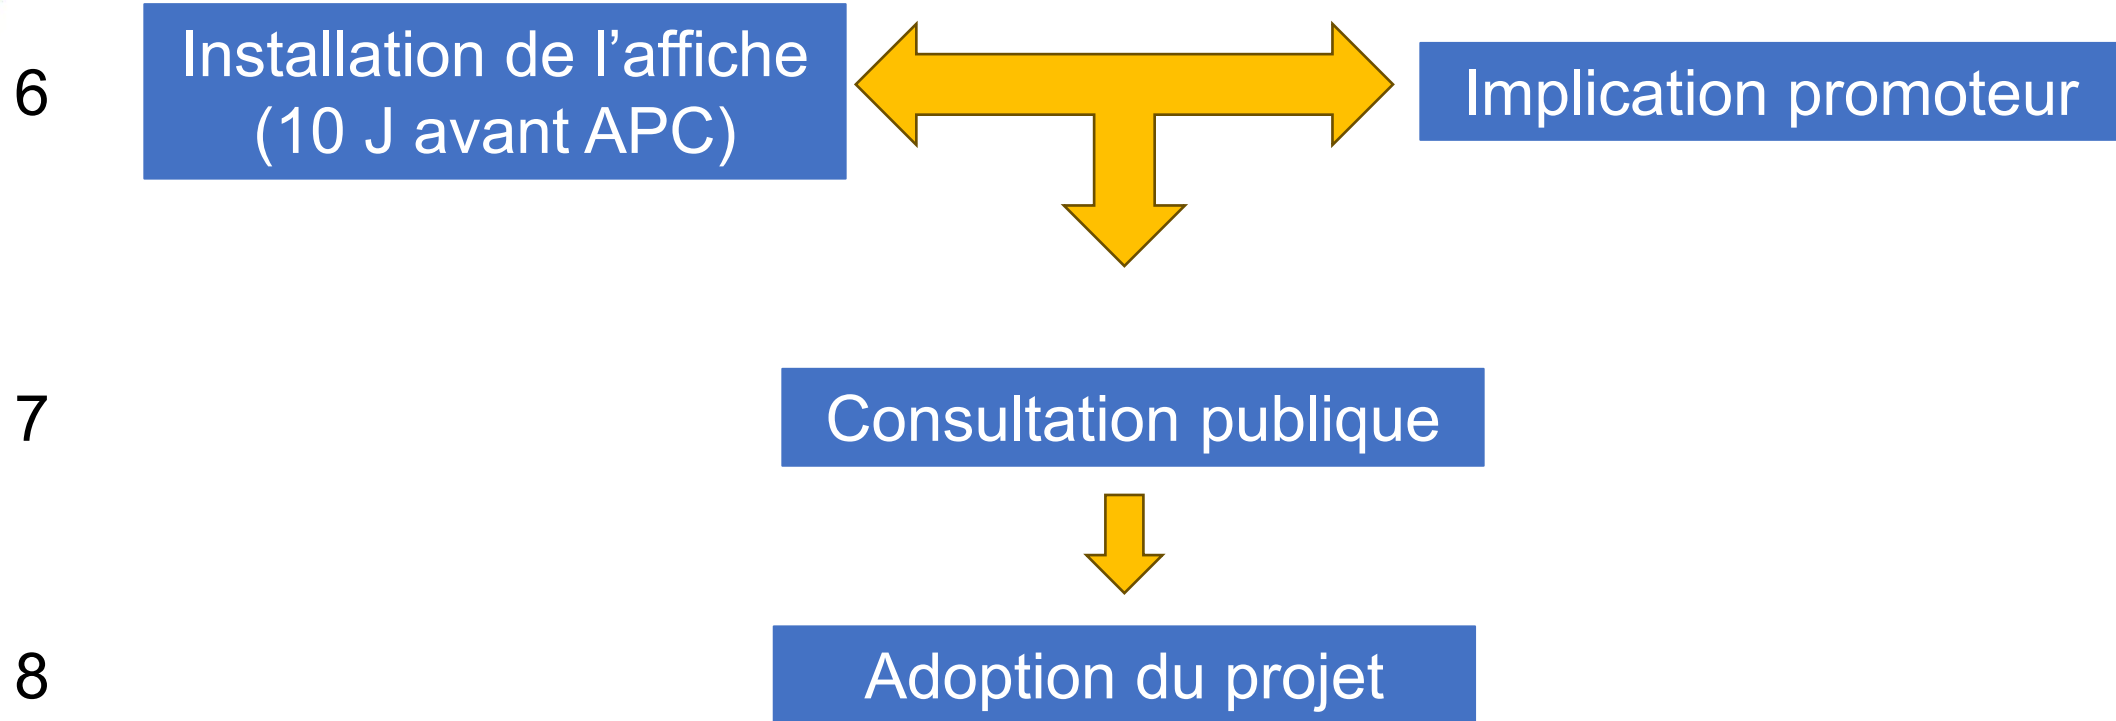 6
Installation de l’affiche
(10 J avant APC)
Implication promoteur
7
Consultation publique
8
Adoption du projet